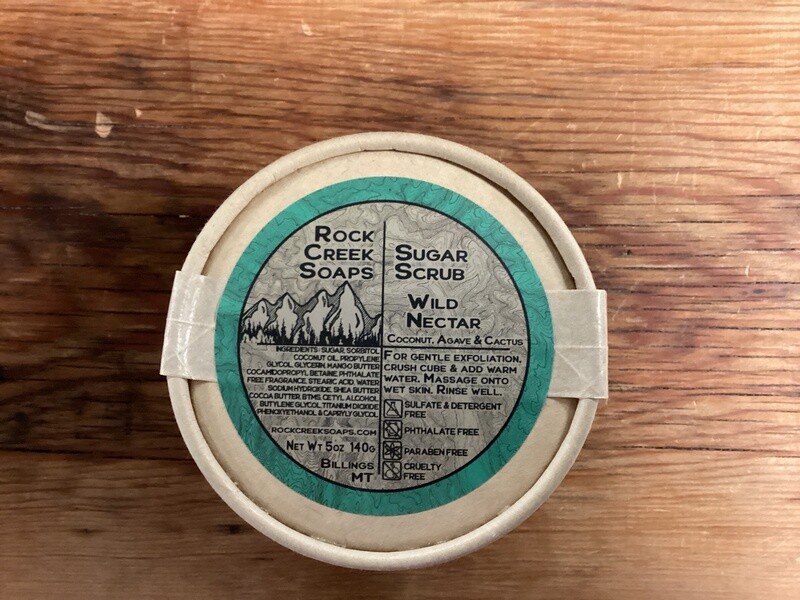 ROCK
CREEK
SOAPS
SUGAR
SCRUB
WILD
NECTAR
COCONUT, AGAVE & CACTUS
INGREDIENTS: SUGAR, SORBITOL
COCONUT OIL, PROPYLENE
GLYCOL, GLYCERIN, MANGO BUTTER
COCAMIDOPROPYL BETAINE, PHTHALATE
FREE FRAGRANCE, STEARIC ACID, WATER
SODIUM HYDROXIDE, SHEA BUTTER
COCOA BUTTER, BTMS, CETYL ALCOHOL
BUTYLENE GLYCOL, TITANIUM DIOXIDE
PHENOXYETHANOL & CAPRYLY GLYCOL
ROCKCREEKSOAPS.COM
NET WT 5OZ 140G
BILLINGS
MT
FOR GENTLE EXFOLIATION,
CRUSH CUBE & ADD WARM
WATER. MASSAGE ONTO
WET SKIN. RINSE WELL.
SULFATE & DETERGENT
FREE
PHTHALATE FREE
PARABEN FREE
CRUELTY
FREE